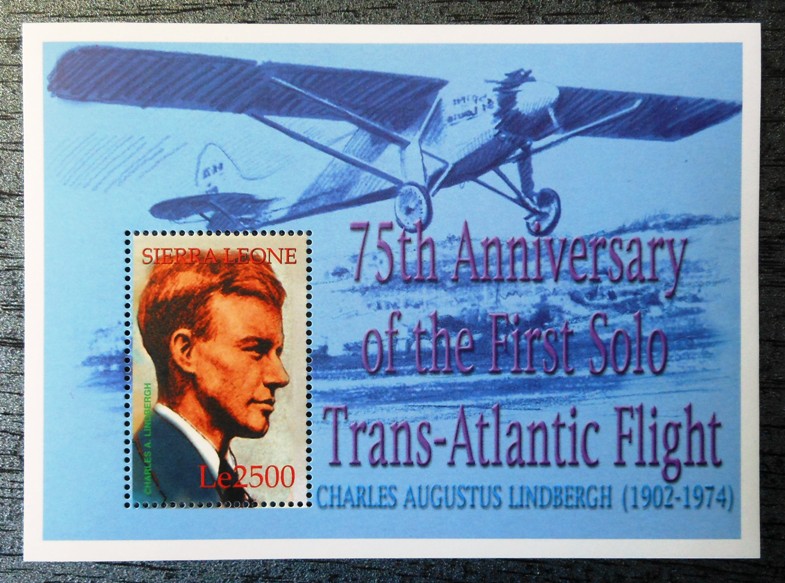 75th Anniversary
of the First Solo
Trans-Atlantic Flight
CHARLES AUGUSTUS LINDBERGH (1902-1974)
SIERRA LEONE
CHARLES A. LINDBERGH
Le2500